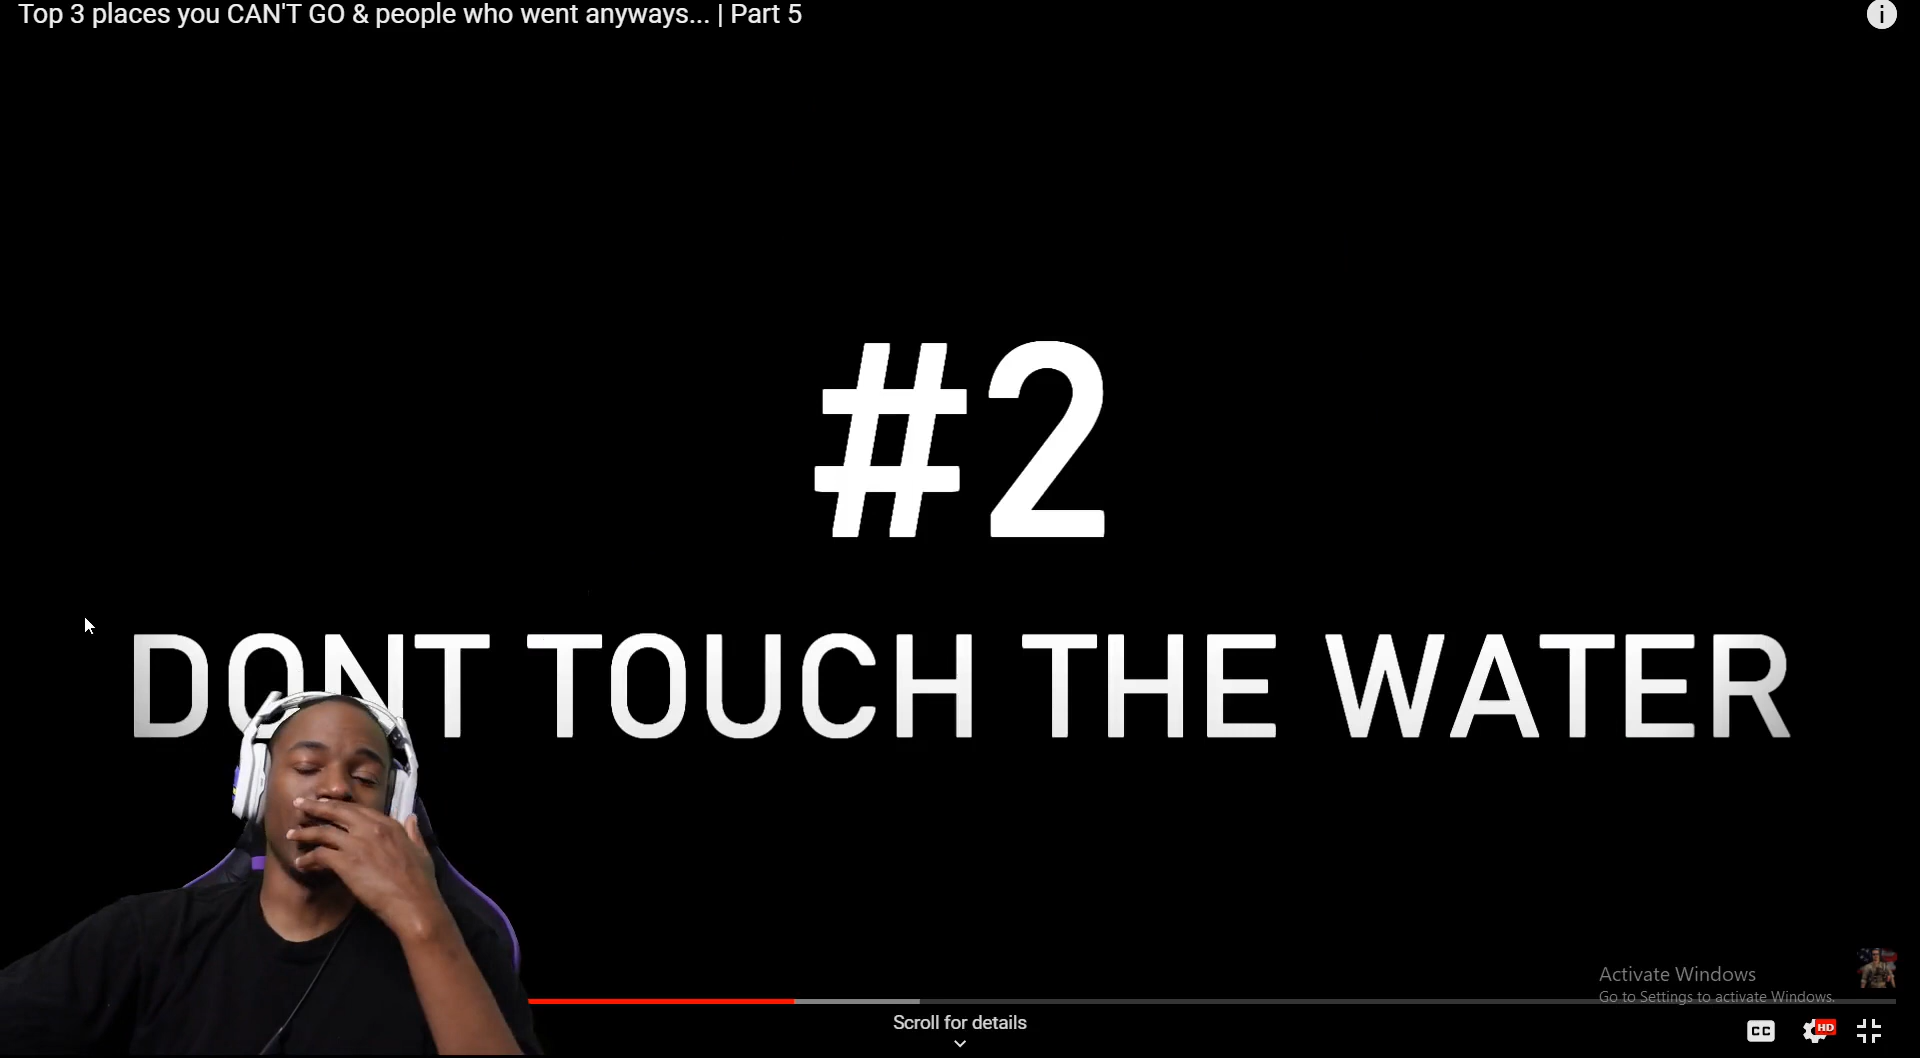 Top 3 places you CAN'T GO & people who went anyways... | Part 5
#2
DONT TOUCH THE WATER
Activate Windows
Go to Settings to activate Windows.
Scroll for details
CC
HD